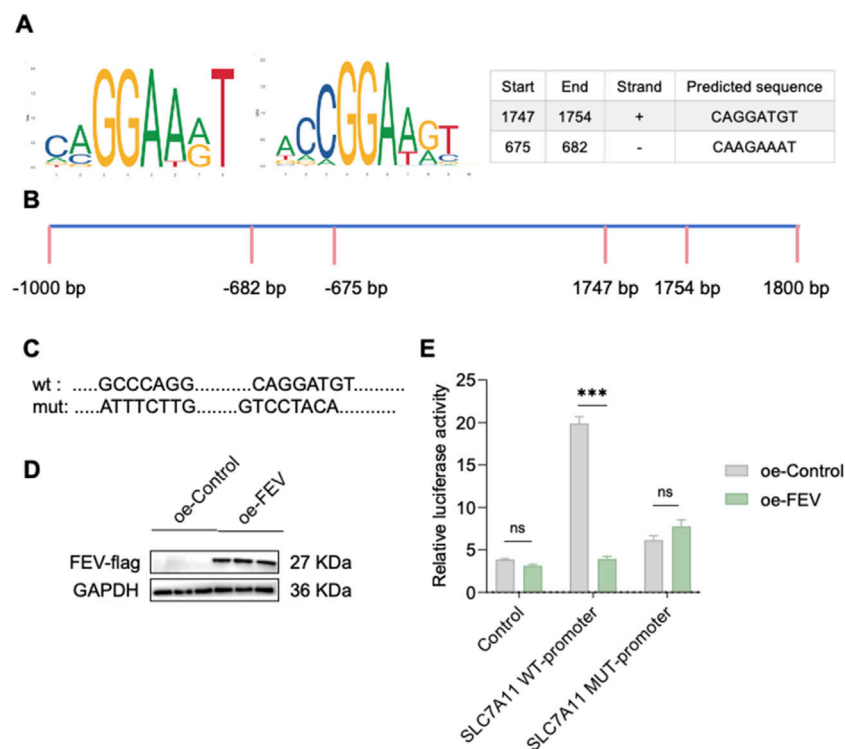 A
Start End Strand Predicted sequence
1747 1754 + CAGGATGT
675 682 - CAAGAAAT
B
-1000 bp -682 bp -675 bp 1747 bp 1754 bp 1800 bp
C
wt : .....GCCCAGG...........CAGGATGT..........
mut: .....ATTTCTTG........GTCCTACA...........
D
oe-Control oe-FEV
FEV-flag 27 KDa
GAPDH 36 KDa
E
Relative luciferase activity
25
20
15
10
5
0
ns *** ns
oe-Control
oe-FEV
Control
SLC7A11 WT-promoter
SLC7A11 MUT-promoter